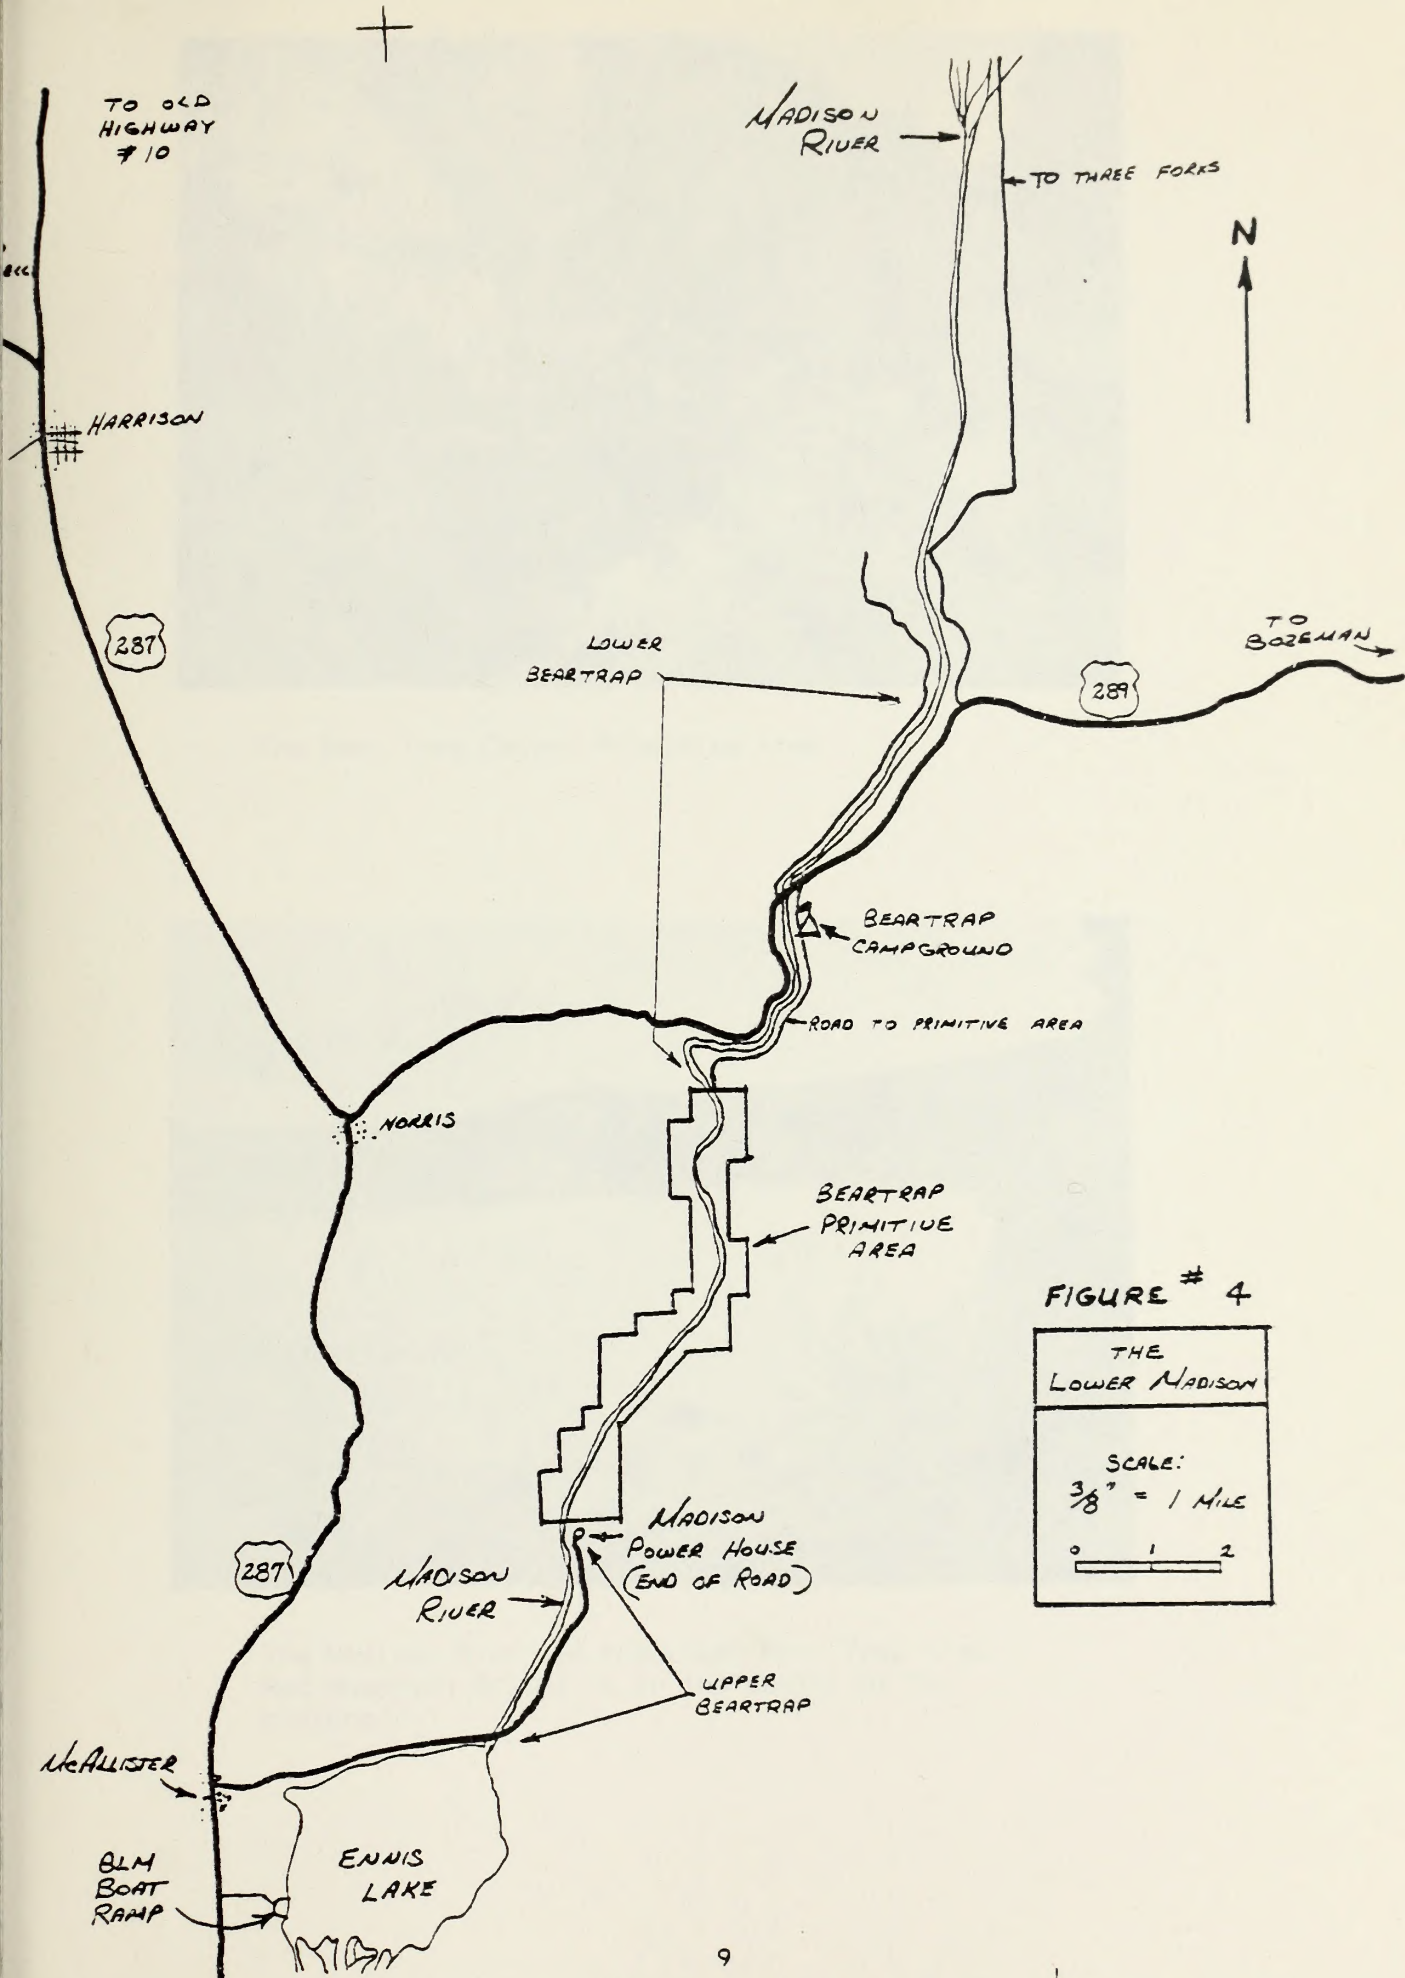 TO OLD
HIGHWAY
# 10
MADISON
RIVER
TO THREE FORKS
N
HARRISON
287
LOWER
BEARTRAP
TO
BOZEMAN
289
BEARTRAP
CAMPGROUND
ROAD TO PRIMITIVE AREA
NORRIS
BEARTRAP
PRIMITIVE
AREA
FIGURE # 4
THE
LOWER MADISON
SCALE:
3/8" = 1 MILE
0 1 2
MADISON
POWER HOUSE
(END OF ROAD)
287
MADISON
RIVER
UPPER
BEARTRAP
McALLISTER
ENNIS
LAKE
BLM
BOAT
RAMP
9